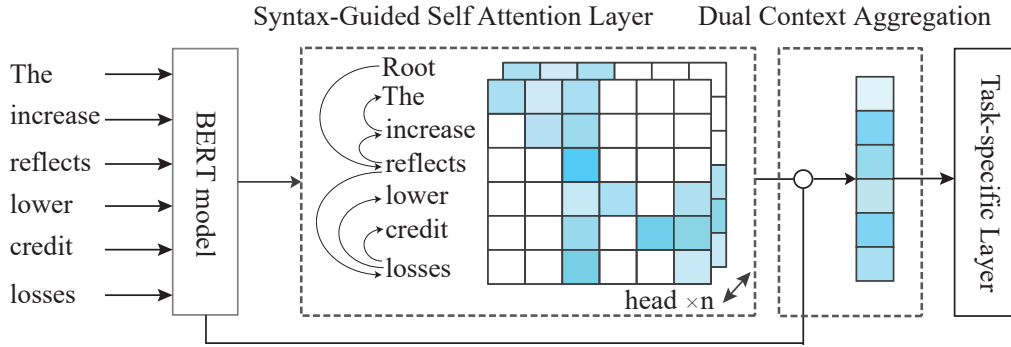 Syntax-Guided Self Attention Layer
Dual Context Aggregation
The
increase
reflects
lower
credit
losses
BERT model
Root
The
increase
reflects
lower
credit
losses
head ×n
Task-specific Layer